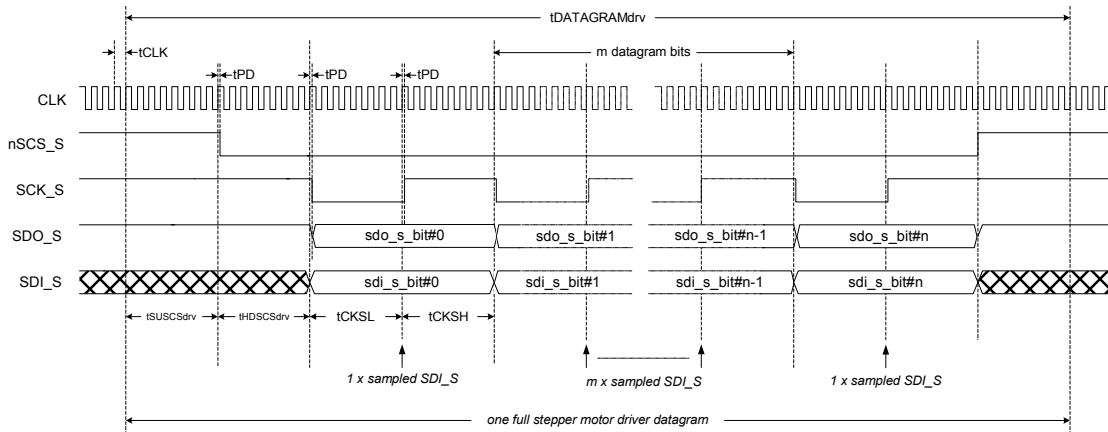 tDATAGRAMdrv
tCLK
m datagram bits
tPD
tPD
tPD
CLK
nSCS_S
SCK_S
SDO_S
sdo_s_bit#0
sdo_s_bit#1
sdo_s_bit#n-1
sdo_s_bit#n
SDI_S
sdi_s_bit#0
sdi_s_bit#1
sdi_s_bit#n-1
sdi_s_bit#n
tSUSCSdrv
tHDSCSdrv
tCKSL
tCKSH
1 x sampled SDI_S
m x sampled SDI_S
1 x sampled SDI_S
one full stepper motor driver datagram